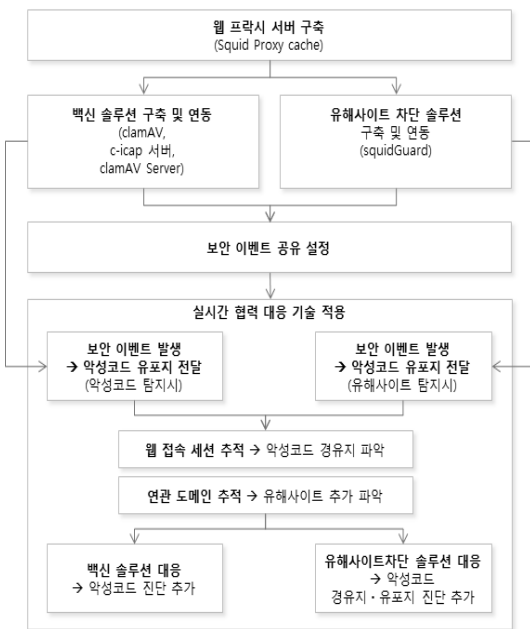 웹 프락시 서버 구축
(Squid Proxy cache)
백신 솔루션 구축 및 연동
(clamAV,
c-icap 서버,
clamAV Server)
유해사이트 차단 솔루션
구축 및 연동
(squidGuard)
보안 이벤트 공유 설정
실시간 협력 대응 기술 적용
보안 이벤트 발생
→ 악성코드 유포지 전달
(악성코드 탐지시)
보안 이벤트 발생
→ 악성코드 유포지 전달
(유해사이트 탐지시)
웹 접속 세션 추적 → 악성코드 경유지 파악
연관 도메인 추적 → 유해사이트 추가 파악
백신 솔루션 대응
→ 악성코드 진단 추가
유해사이트차단 솔루션 대응
→ 악성코드
경유지・유포지 진단 추가